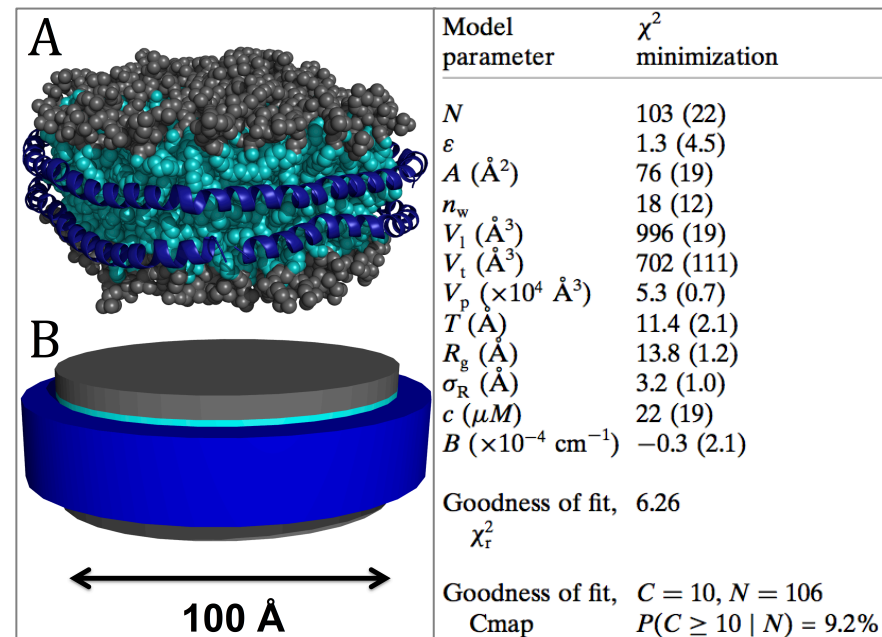 A
B
100 Å
Model χ²
parameter minimization
N 103 (22)
ε 1.3 (4.5)
A (Å²) 76 (19)
n_w 18 (12)
V_l (Å³) 996 (19)
V_t (Å³) 702 (111)
V_p (×10⁴ Å³) 5.3 (0.7)
T (Å) 11.4 (2.1)
R_g (Å) 13.8 (1.2)
σ_R (Å) 3.2 (1.0)
c (μM) 22 (19)
B (×10⁻⁴ cm⁻¹) −0.3 (2.1)
Goodness of fit, 6.26
χ²_r
Goodness of fit, C = 10, N = 106
Cmap P(C ≥ 10 | N) = 9.2%